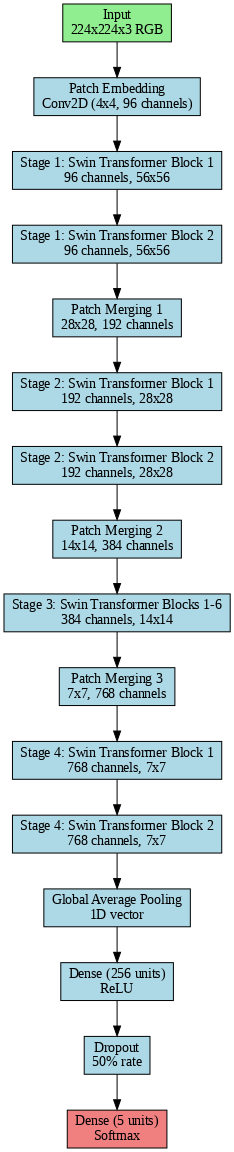 Input
224x224x3 RGB
Patch Embedding
Conv2D (4x4, 96 channels)
Stage 1: Swin Transformer Block 1
96 channels, 56x56
Stage 1: Swin Transformer Block 2
96 channels, 56x56
Patch Merging 1
28x28, 192 channels
Stage 2: Swin Transformer Block 1
192 channels, 28x28
Stage 2: Swin Transformer Block 2
192 channels, 28x28
Patch Merging 2
14x14, 384 channels
Stage 3: Swin Transformer Blocks 1-6
384 channels, 14x14
Patch Merging 3
7x7, 768 channels
Stage 4: Swin Transformer Block 1
768 channels, 7x7
Stage 4: Swin Transformer Block 2
768 channels, 7x7
Global Average Pooling
1D vector
Dense (256 units)
ReLU
Dropout
50% rate
Dense (5 units)
Softmax